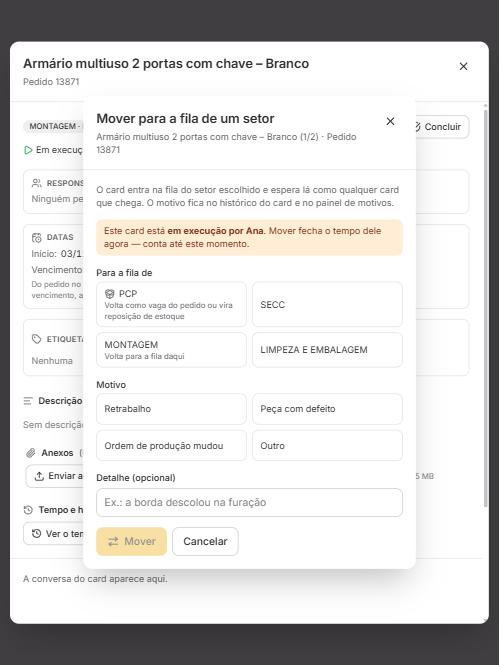 Armário multiuso 2 portas com chave – Branco
Pedido 13871
MONTAGEM ·
Concluir
Em execuç
Mover para a fila de um setor
Armário multiuso 2 portas com chave – Branco (1/2) · Pedido
13871
O card entra na fila do setor escolhido e espera lá como qualquer card
que chega. O motivo fica no histórico do card e no painel de motivos.
Este card está em execução por Ana. Mover fecha o tempo dele
agora — conta até este momento.
Para a fila de
PCP
Volta como vaga do pedido ou vira
reposição de estoque
SECC
MONTAGEM
Volta para a fila daqui
LIMPEZA E EMBALAGEM
Motivo
Retrabalho
Peça com defeito
Ordem de produção mudou
Outro
Detalhe (opcional)
Ex.: a borda descolou na furação
Mover
Cancelar
RESPONS
Ninguém pe
DATAS
Início: 03/1
Vencimento
Do pedido no
vencimento, a
ETIQUETA
Nenhuma
Descrição
Sem descriçã
Anexos
Enviar a
5 MB
Tempo e h
Ver o ten
A conversa do card aparece aqui.